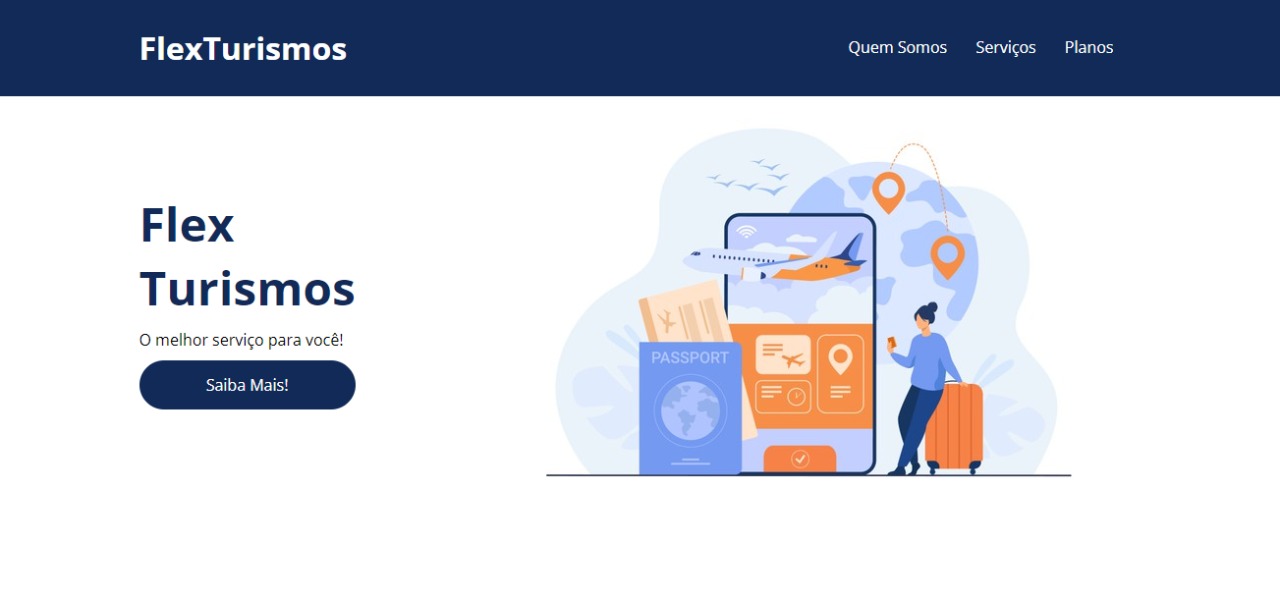 FlexTurismos
Quem Somos Serviços Planos
Flex
Turismos
O melhor serviço para você!
Saiba Mais!
PASSPORT